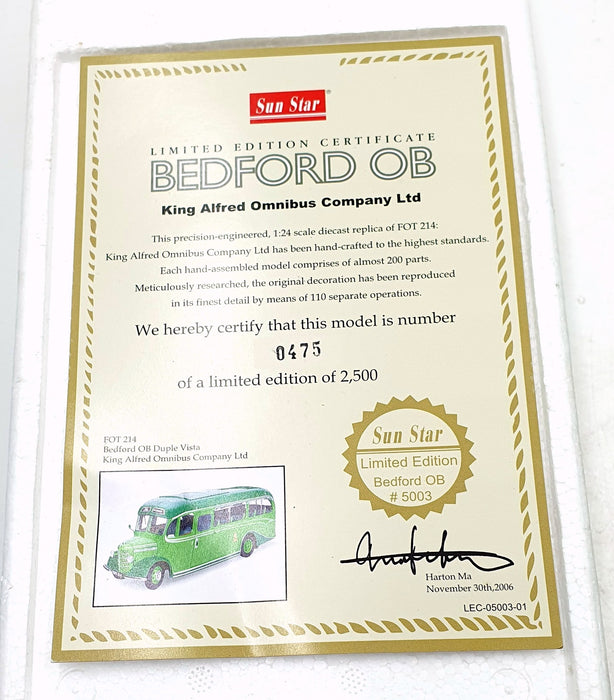 Sun Star
LIMITED EDITION CERTIFICATE
BEDFORD OB
King Alfred Omnibus Company Ltd
This precision-engineered, 1:24 scale diecast replica of FOT 214:
King Alfred Omnibus Company Ltd has been hand-crafted to the highest standards.
Each hand-assembled model comprises of almost 200 parts.
Meticulously researched, the original decoration has been reproduced
in its finest detail by means of 110 separate operations.
We hereby certify that this model is number
0475
of a limited edition of 2,500
FOT 214
Bedford OB Duple Vista
King Alfred Omnibus Company Ltd
Sun Star
Limited Edition
Bedford OB
# 5003
Harton Ma
November 30th,2006
LEC-05003-01